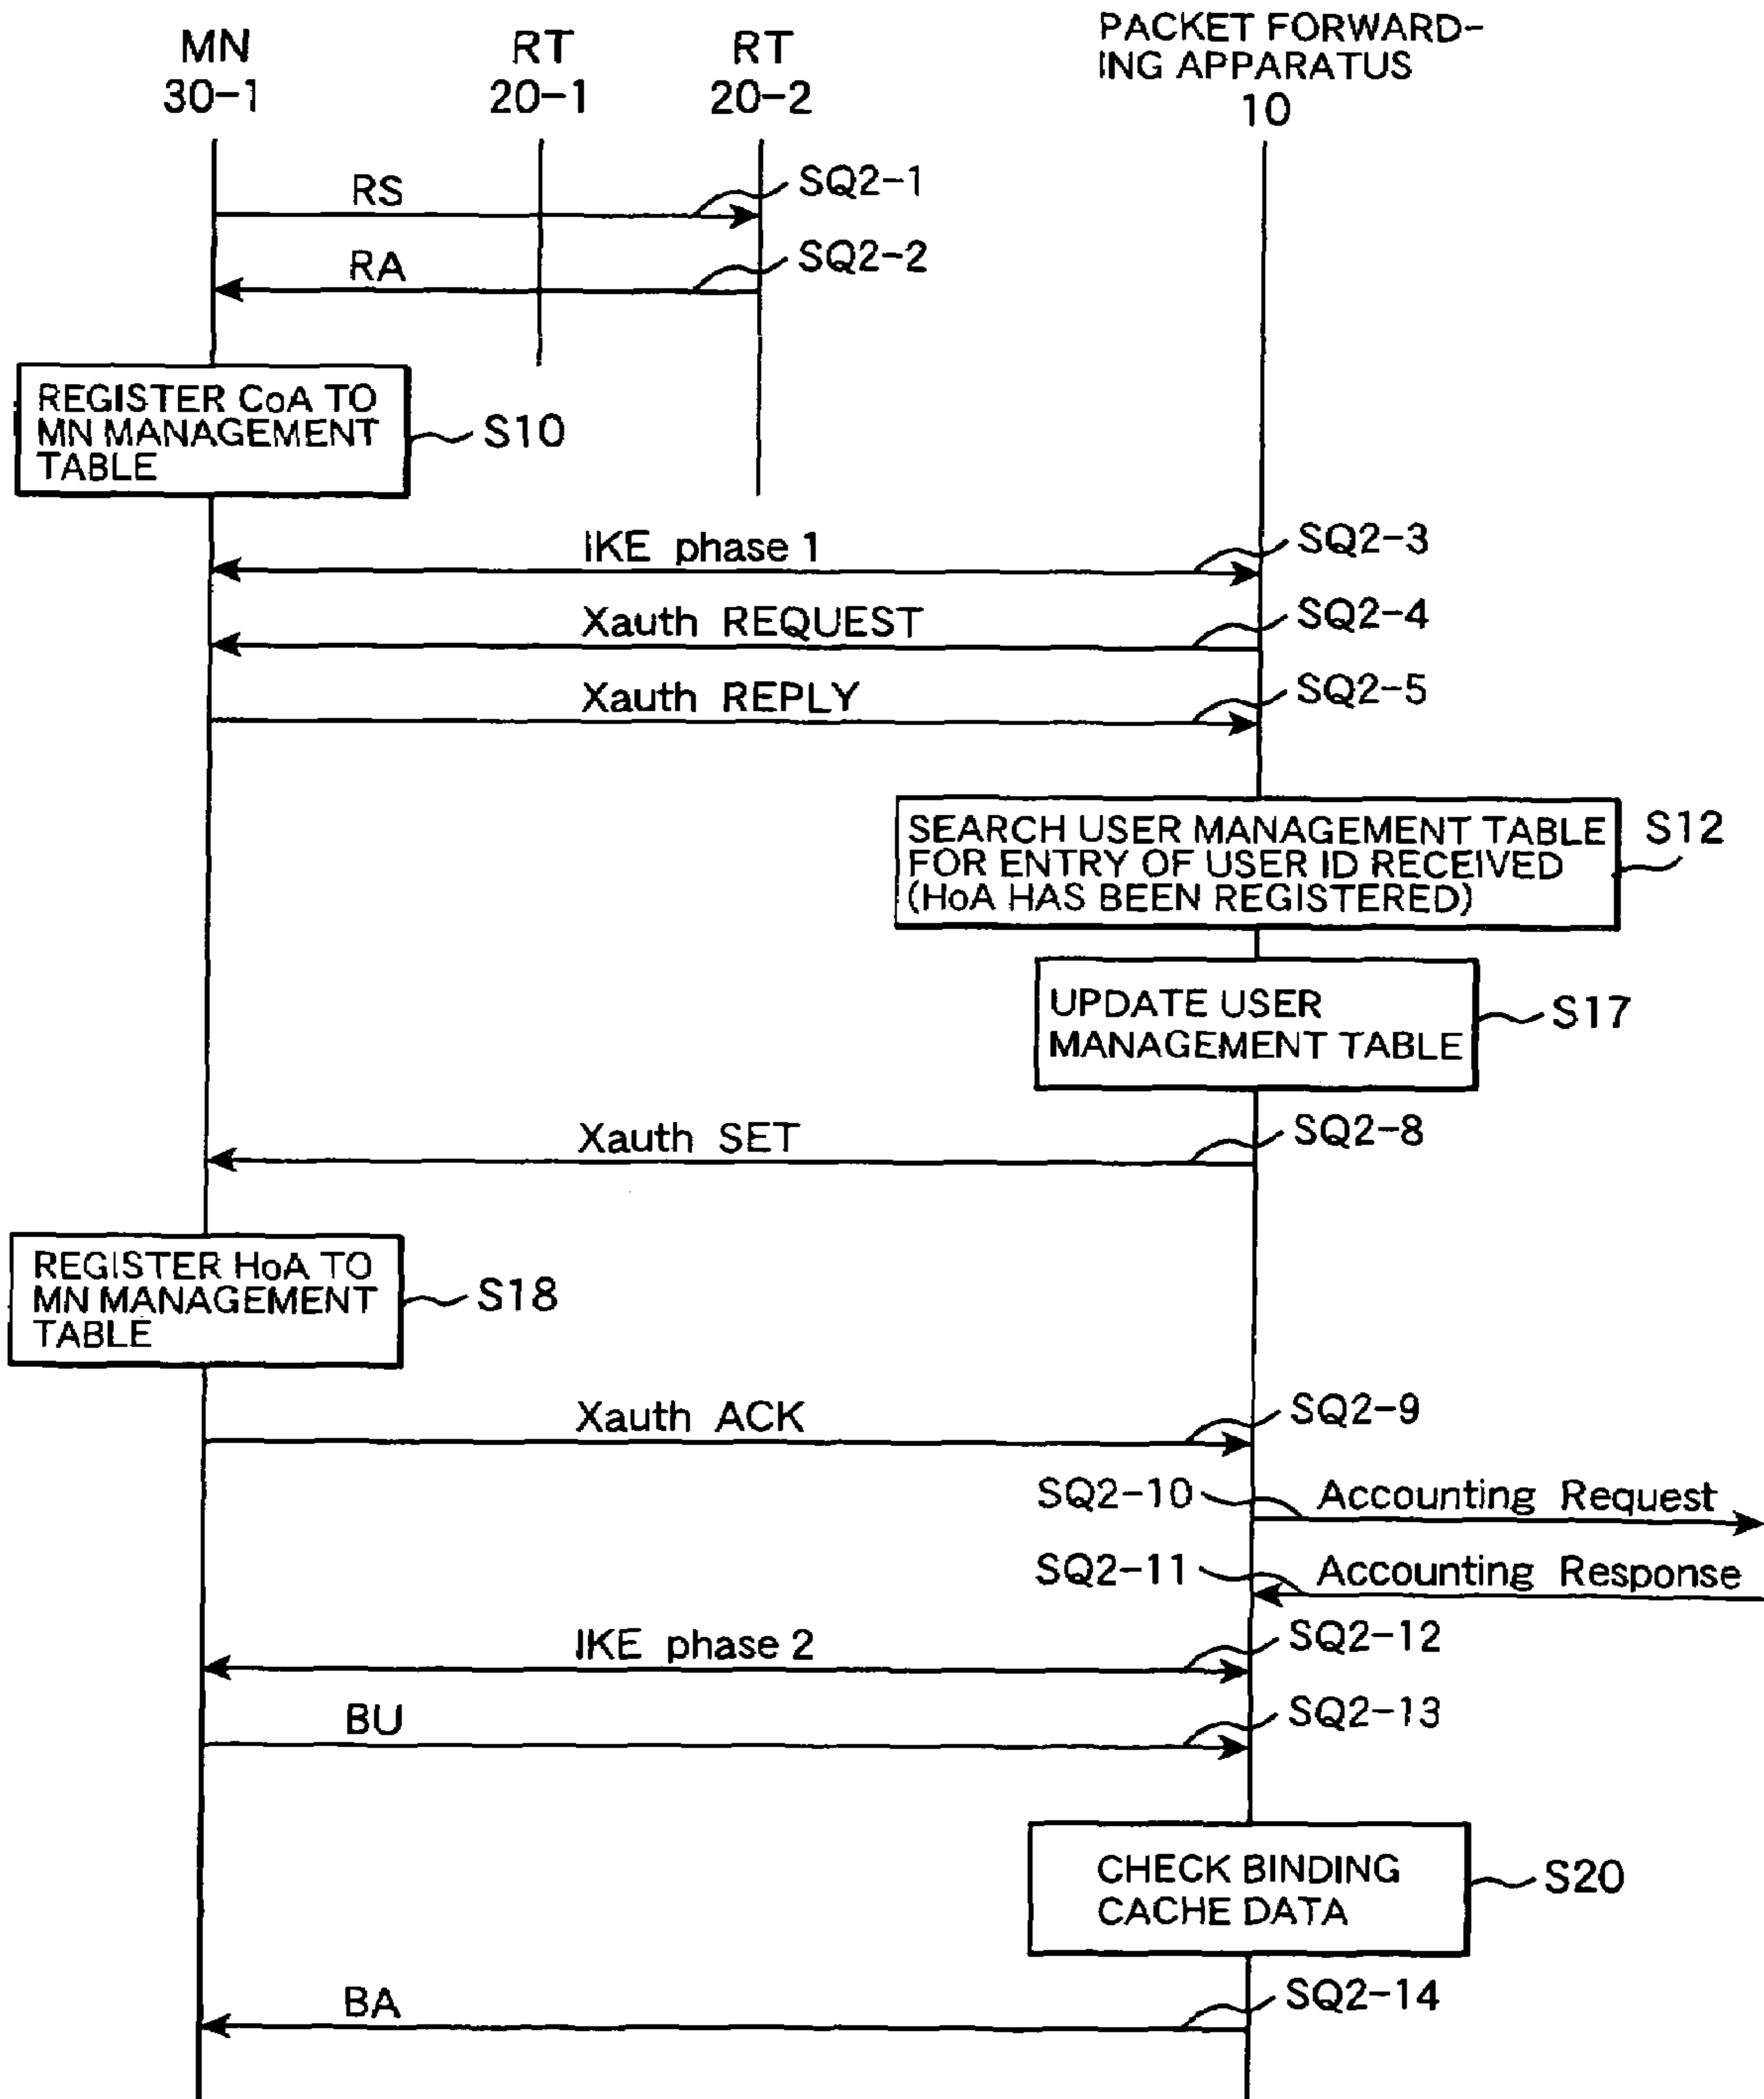 MN
30-1
RT
20-1
RT
20-2
PACKET FORWARD-
ING APPARATUS
10
RS
SQ2-1
RA
SQ2-2
REGISTER CoA TO
MN MANAGEMENT
TABLE
S10
IKE phase 1
SQ2-3
Xauth REQUEST
SQ2-4
Xauth REPLY
SQ2-5
SEARCH USER MANAGEMENT TABLE
FOR ENTRY OF USER ID RECEIVED
(HoA HAS BEEN REGISTERED)
S12
UPDATE USER
MANAGEMENT TABLE
S17
Xauth SET
SQ2-8
REGISTER HoA TO
MN MANAGEMENT
TABLE
S18
Xauth ACK
SQ2-9
SQ2-10
Accounting Request
SQ2-11
Accounting Response
IKE phase 2
SQ2-12
BU
SQ2-13
CHECK BINDING
CACHE DATA
S20
BA
SQ2-14